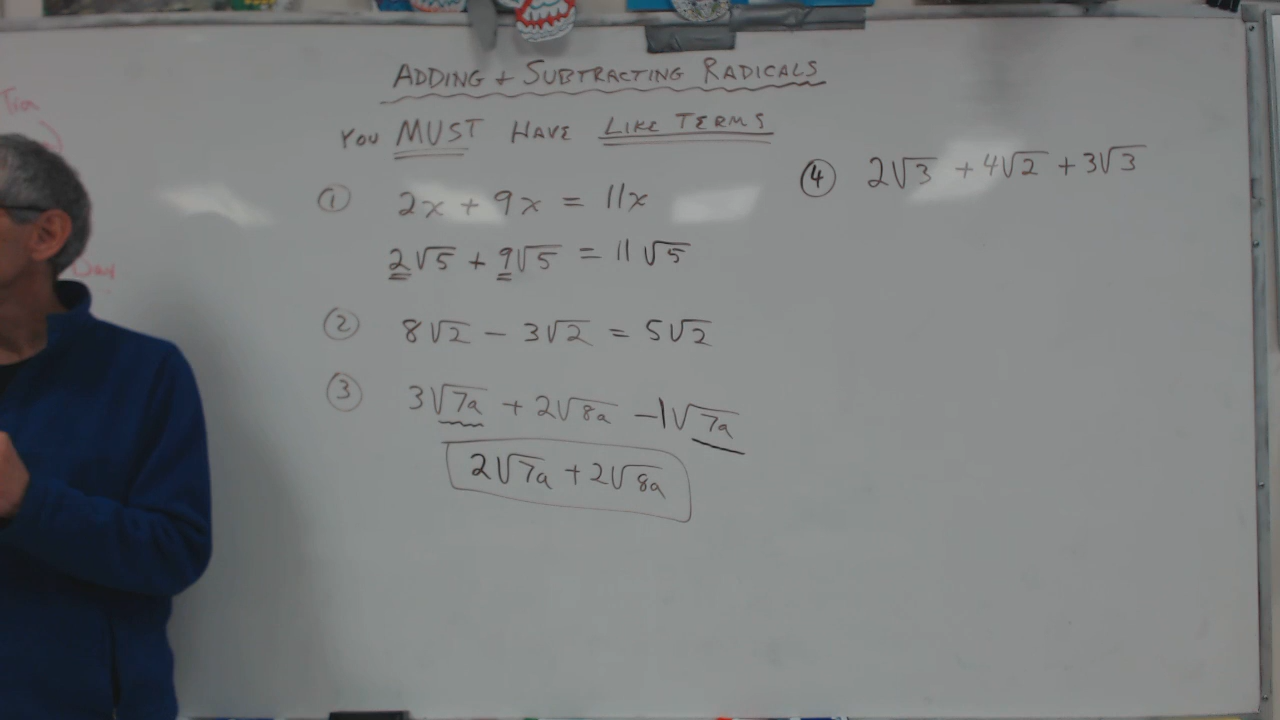 ADDING + SUBTRACTING RADICALS
YOU MUST HAVE LIKE TERMS
① 2x + 9x = 11x
2√5 + 9√5 = 11√5
② 8√2 − 3√2 = 5√2
③ 3√7a + 2√8a − 1√7a
2√7a + 2√8a
④ 2√3 + 4√2 + 3√3